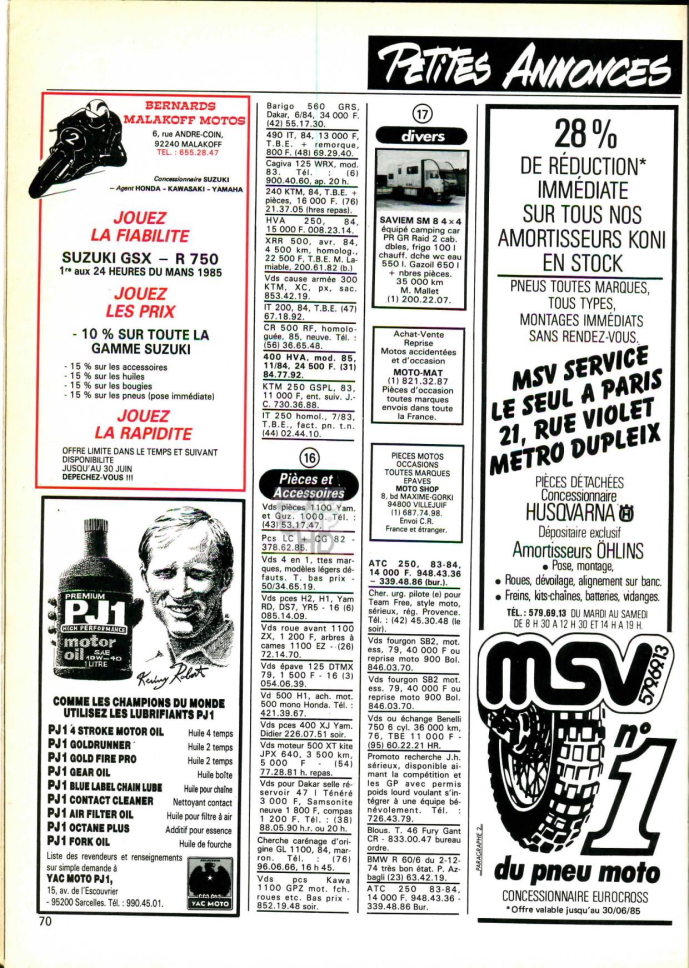 PETITES ANNONCES
BERNARDS
MALAKOFF MOTOS
6, rue ANDRE-COIN,
92240 MALAKOFF
TEL. : 655.28.47
Concessionnaire SUZUKI
– Agent HONDA - KAWASAKI - YAMAHA
2
JOUEZ
LA FIABILITE
SUZUKI GSX – R 750
1re aux 24 HEURES DU MANS 1985
JOUEZ
LES PRIX
- 10 % SUR TOUTE LA
GAMME SUZUKI
- 15 % sur les accessoires
- 15 % sur les huiles
- 15 % sur les bougies
- 15 % sur les pneus (pose immédiate)
JOUEZ
LA RAPIDITE
OFFRE LIMITE DANS LE TEMPS ET SUIVANT
DISPONIBILITE
JUSQU'AU 30 JUIN
DEPECHEZ-VOUS !!!
PREMIUM
PJ1
HIGH PERFORMANCE
motor
oil SAE
10W-40
1 LITRE
COMME LES CHAMPIONS DU MONDE
UTILISEZ LES LUBRIFIANTS PJ1
PJ1 4 STROKE MOTOR OIL Huile 4 temps
PJ1 GOLDRUNNER Huile 2 temps
PJ1 GOLD FIRE PRO Huile 2 temps
PJ1 GEAR OIL Huile boîte
PJ1 BLUE LABEL CHAIN LUBE Huile pour chaîne
PJ1 CONTACT CLEANER Nettoyant contact
PJ1 AIR FILTER OIL Huile pour filtre à air
PJ1 OCTANE PLUS Additif pour essence
PJ1 FORK OIL Huile de fourche
Liste des revendeurs et renseignements
sur simple demande à
YAC MOTO PJ1,
15, av. de l'Escouvrier
- 95200 Sarcelles. Tél. : 990.45.01.
YAC MOTO
70
Barigo 560 GRS,
Dakar, 6/84, 34 000 F.
(42) 55.17.30.
490 IT, 84, 13 000 F,
T.B.E. + remorque,
800 F. (48) 69.29.40.
Cagiva 125 WRX, mod.
83. Tél. : (6)
900.40.60, ap. 20 h.
240 KTM, 84, T.B.E. +
pièces, 16 000 F. (76)
21.37.05 (hres repas).
HVA 250, 84,
15 000 F. 008.23.14.
XRR 500, avr. 84,
4 500 km, homolog.,
22 500 F, T.B.E. M. La-
miable, 200.61.82 (b.)
Vds cause armée 300
KTM, XC, px, sac.
853.42.19.
IT 200, 84, T.B.E. (47)
67.18.92.
CR 500 RF, homolo-
guée, 85, neuve. Tél. :
(56) 36.65.48.
400 HVA, mod. 85,
11/84, 24 500 F. (31)
84.77.92.
KTM 250 GSPL, 83,
11 000 F, ent. suiv. J.-
C. 730.36.88.
IT 250 homol., 7/83,
T.B.E., fact. pn. t.n.
(44) 02.44.10.
16
Pièces et
Accessoires
Vds pièces 1100 Yam.
et Guz. 1000. Tél. :
(43) 53.17.47.
Pcs LC - CG 82 -
378.62.85.
Vds 4 en 1, ttes mar-
ques, modèles légers dé-
fauts. T. bas prix -
50/34.65.19.
Vds pces H2, H1, Yam
RD, DS7, YR5 - 16 (6)
085.14.09.
Vds roue avant 1100
ZX, 1 200 F, arbres à
cames 1100 EZ - (26)
72.14.70.
Vds épave 125 DTMX
79, 1 500 F - 16 (3)
054.06.39.
Vd 500 H1, ach. mot.
500 mono Honda. Tél. :
421.39.67.
Vds pces 400 XJ Yam.
Didier 226.07.51 soir.
Vds moteur 500 XT kite
JPX 640, 3 500 km,
5 000 F - (54)
77.28.81 h. repas.
Vds pour Dakar selle ré-
servoir 47 l Ténéré
3 000 F, Samsonite
neuve 1 800 F, compas
1 200 F. Tél. : (38)
88.05.90 h.r. ou 20 h.
Cherche carénage d'ori-
gine GL 1100, 84, mar-
ron. Tél. : (76)
96.06.66, 16 h 45.
Vds pcs Kawa
1100 GPZ mot. fch.
roues etc. Bas prix -
852.19.48 soir.
17
divers
SAVIEM SM 8 4×4
équipé camping car
PR GR Raid 2 cab.
dbles, frigo 100 l
chauff. dche wc eau
550 l. Gazoil 650 l
+ nbres pièces.
35 000 km
M. Mallet
(1) 200.22.07.
Achat-Vente
Reprise
Motos accidentées
et d'occasion
MOTO-MAT
(1) 821.32.87
Pièces d'occasion
toutes marques
envois dans toute
la France.
PIECES MOTOS
OCCASIONS
TOUTES MARQUES
EPAVES
MOTO SHOP
8, bd MAXIME-GORKI
94800 VILLEJUIF
(1) 687.74.98.
Envoi C.R.
France et étranger.
ATC 250, 83-84,
14 000 F. 948.43.36
- 339.48.86 (bur.).
Cher. urg. pilote (e) pour
Team Free, style moto,
sérieux, rég. Provence.
Tél. : (42) 45.30.48 (le
soir).
Vds fourgon SB2, mot.
ess. 79, 40 000 F ou
reprise moto 900 Bol.
846.03.70.
Vds fourgon SB2 mot.
ess. 79, 40 000 F ou
reprise moto 900 Bol.
846.03.70.
Vds ou échange Benelli
750 6 cyl. 36 000 km,
76, TBE 11 000 F -
(95) 60.22.21 HR.
Promoto recherche J.h.
sérieux, disponible ai-
mant la compétition et
les GP avec permis
poids lourd voulant s'in-
tégrer à une équipe bé-
névolement. Tél. :
726.43.79.
Blous. T. 46 Fury Gant
CR - 833.00.47 bureau
ordre.
BMW R 60/6 du 2-12-
74 très bon état. P. Az-
bagli (23) 63.42.19.
ATC 250 83-84,
14 000 F. 948.43.36 -
339.48.86 Bur.
28 %
DE RÉDUCTION*
IMMÉDIATE
SUR TOUS NOS
AMORTISSEURS KONI
EN STOCK
PNEUS TOUTES MARQUES,
TOUS TYPES,
MONTAGES IMMÉDIATS
SANS RENDEZ-VOUS.
MSV SERVICE
LE SEUL A PARIS
21, RUE VIOLET
METRO DUPLEIX
PIÈCES DÉTACHÉES
Concessionnaire
HUSQVARNA
Dépositaire exclusif
Amortisseurs ÖHLINS
• Pose, montage,
• Roues, dévoilage, alignement sur banc.
• Freins, kits-chaînes, batteries, vidanges.
TÉL. : 579.69.13 DU MARDI AU SAMEDI
DE 8 H 30 A 12 H 30 ET 14 H A 19 H.
MSV
579.69.13
n° 1
du pneu moto
CONCESSIONNAIRE EUROCROSS
*Offre valable jusqu'au 30/06/85
PARAGRAPHE 2